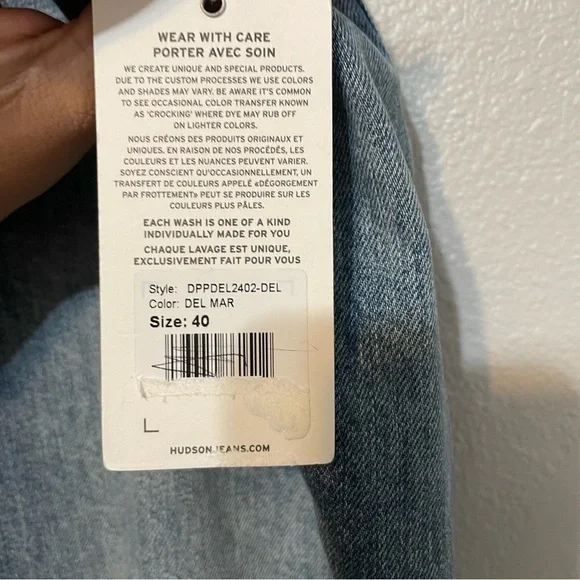 WEAR WITH CARE
PORTER AVEC SOIN
WE CREATE UNIQUE AND SPECIAL PRODUCTS.
DUE TO THE CUSTOM PROCESSES WE USE COLORS
AND SHADES MAY VARY. BE AWARE IT'S COMMON
TO SEE OCCASIONAL COLOR TRANSFER KNOWN
AS 'CROCKING' WHERE DYE MAY RUB OFF
ON LIGHTER COLORS.
NOUS CRÉONS DES PRODUITS ORIGINAUX ET
UNIQUES. EN RAISON DE NOS PROCÉDÉS, LES
COULEURS ET LES NUANCES PEUVENT VARIER.
SOYEZ CONSCIENT QU'OCCASIONNELLEMENT, UN
TRANSFERT DE COULEURS APPELÉ «DÉGORGEMENT
PAR FROTTEMENT» PEUT SE PRODUIRE SUR LES
COULEURS PLUS PÂLES.
EACH WASH IS ONE OF A KIND
INDIVIDUALLY MADE FOR YOU
CHAQUE LAVAGE EST UNIQUE,
EXCLUSIVEMENT FAIT POUR VOUS
Style: DPPDEL2402-DEL
Color: DEL MAR
Size: 40
HUDSONJEANS.COM